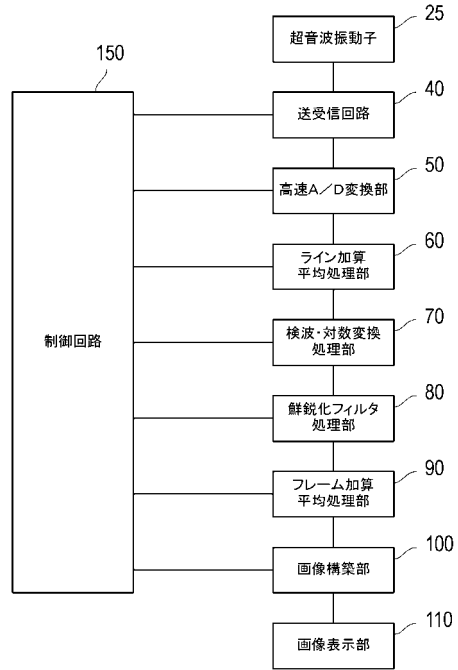 25
超音波振動子
150
40
送受信回路
50
高速A／D変換部
60
ライン加算
平均処理部
70
検波・対数変換
処理部
制御回路
80
鮮鋭化フィルタ
処理部
90
フレーム加算
平均処理部
100
画像構築部
110
画像表示部